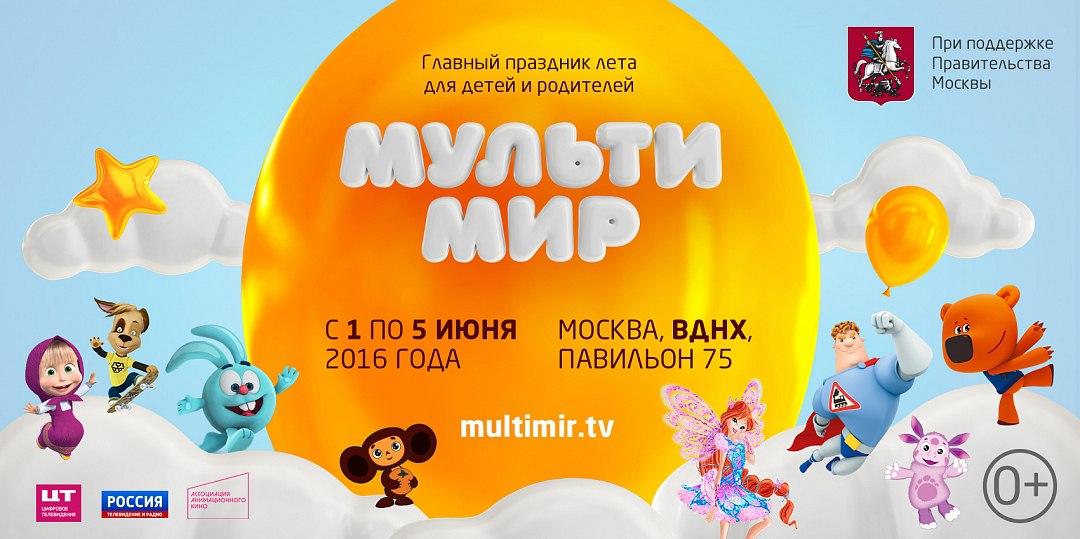 Главный праздник лета
для детей и родителей
МУЛЬТИ
МИР
При поддержке
Правительства
Москвы
С 1 ПО 5 ИЮНЯ
2016 ГОДА
МОСКВА, ВДНХ,
ПАВИЛЬОН 75
multimir.tv
ЦТ
ЦИФРОВОЕ
ТЕЛЕВИДЕНИЕ
РОССИЯ
ТЕЛЕВИДЕНИЕ И РАДИО
АССОЦИАЦИЯ
АНИМАЦИОННОГО
КИНО
0+